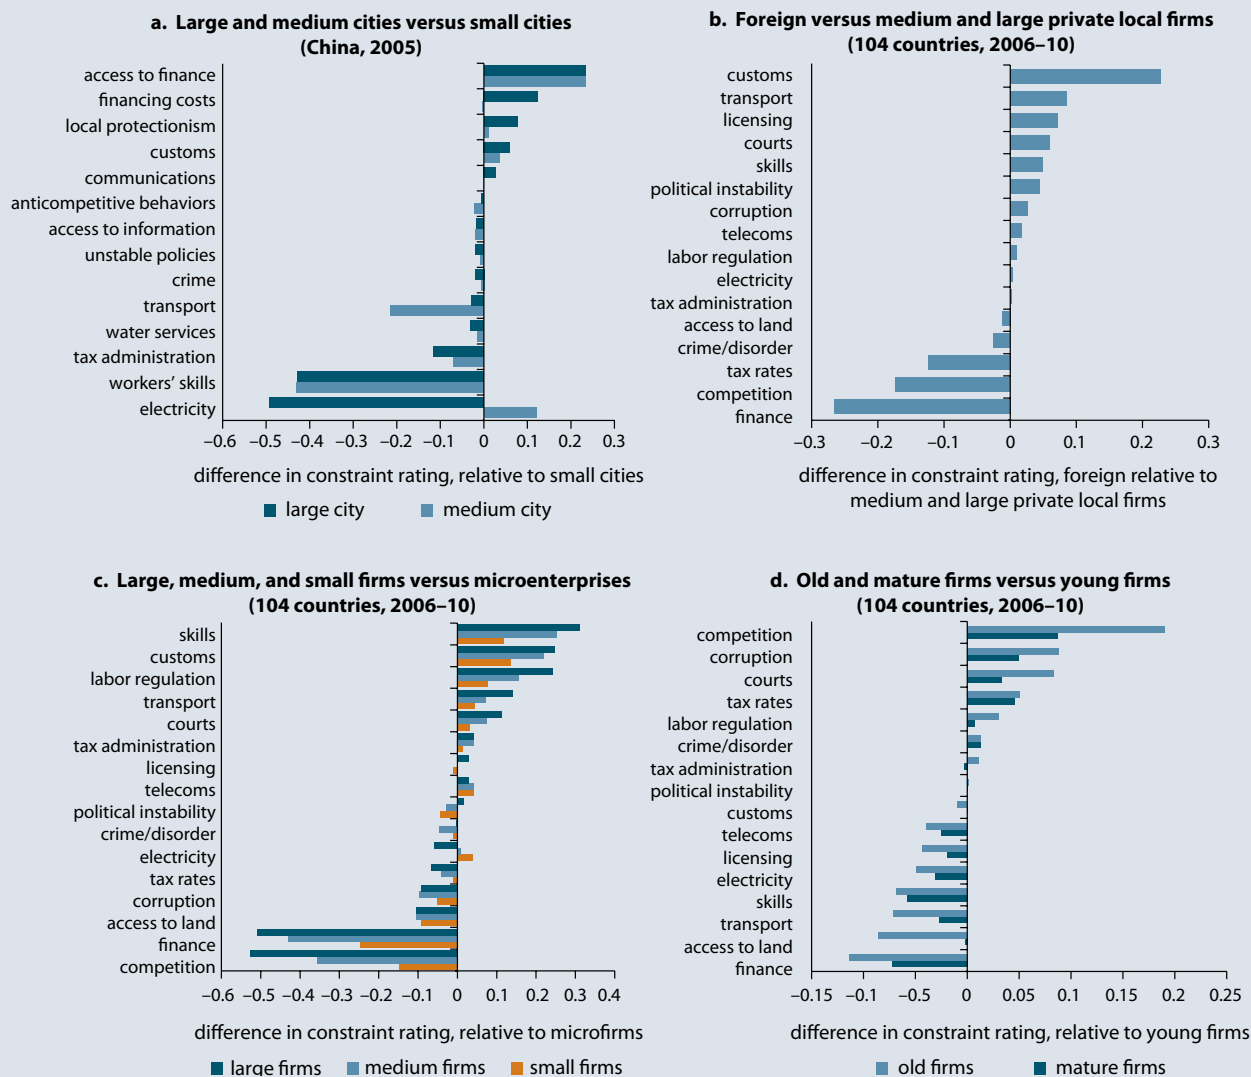 a. Large and medium cities versus small cities
(China, 2005)
access to finance
financing costs
local protectionism
customs
communications
anticompetitive behaviors
access to information
unstable policies
crime
transport
water services
tax administration
workers’ skills
electricity
–0.6 –0.5 –0.4 –0.3 –0.2 –0.1 0 0.1 0.2 0.3
difference in constraint rating, relative to small cities
large city medium city
b. Foreign versus medium and large private local firms
(104 countries, 2006–10)
customs
transport
licensing
courts
skills
political instability
corruption
telecoms
labor regulation
electricity
tax administration
access to land
crime/disorder
tax rates
competition
finance
–0.3 –0.2 –0.1 0 0.1 0.2 0.3
difference in constraint rating, foreign relative to
medium and large private local firms
c. Large, medium, and small firms versus microenterprises
(104 countries, 2006–10)
skills
customs
labor regulation
transport
courts
tax administration
licensing
telecoms
political instability
crime/disorder
electricity
tax rates
corruption
access to land
finance
competition
–0.6 –0.5 –0.4 –0.3 –0.2 –0.1 0 0.1 0.2 0.3 0.4
difference in constraint rating, relative to microfirms
large firms medium firms small firms
d. Old and mature firms versus young firms
(104 countries, 2006–10)
competition
corruption
courts
tax rates
labor regulation
crime/disorder
tax administration
political instability
customs
telecoms
licensing
electricity
skills
transport
access to land
finance
–0.15 –0.1 –0.5 0 0.05 0.1 0.15 0.2 0.25
difference in constraint rating, relative to young firms
old firms mature firms